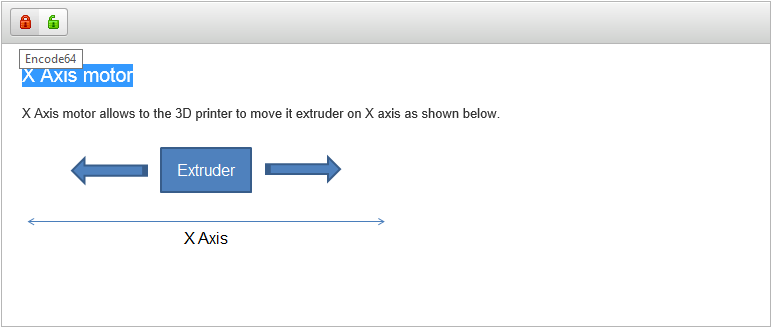 Encode64
X Axis motor
X Axis motor allows to the 3D printer to move it extruder on X axis as shown below.
Extruder
X Axis